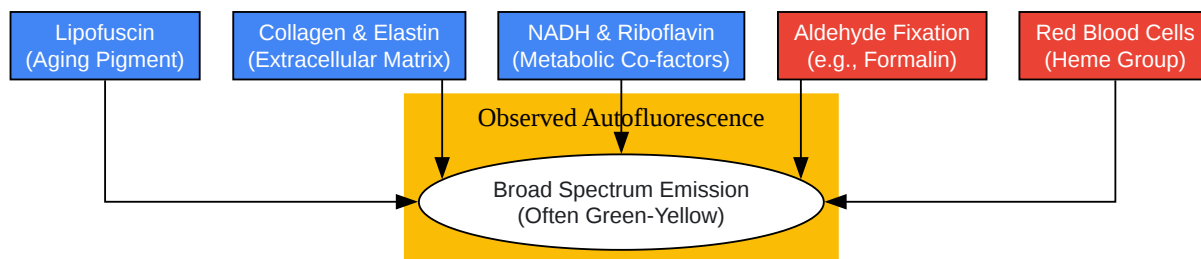 Lipofuscin
(Aging Pigment)
Collagen & Elastin
(Extracellular Matrix)
NADH & Riboflavin
(Metabolic Co-factors)
Aldehyde Fixation
(e.g., Formalin)
Red Blood Cells
(Heme Group)
Observed Autofluorescence
Broad Spectrum Emission
(Often Green-Yellow)